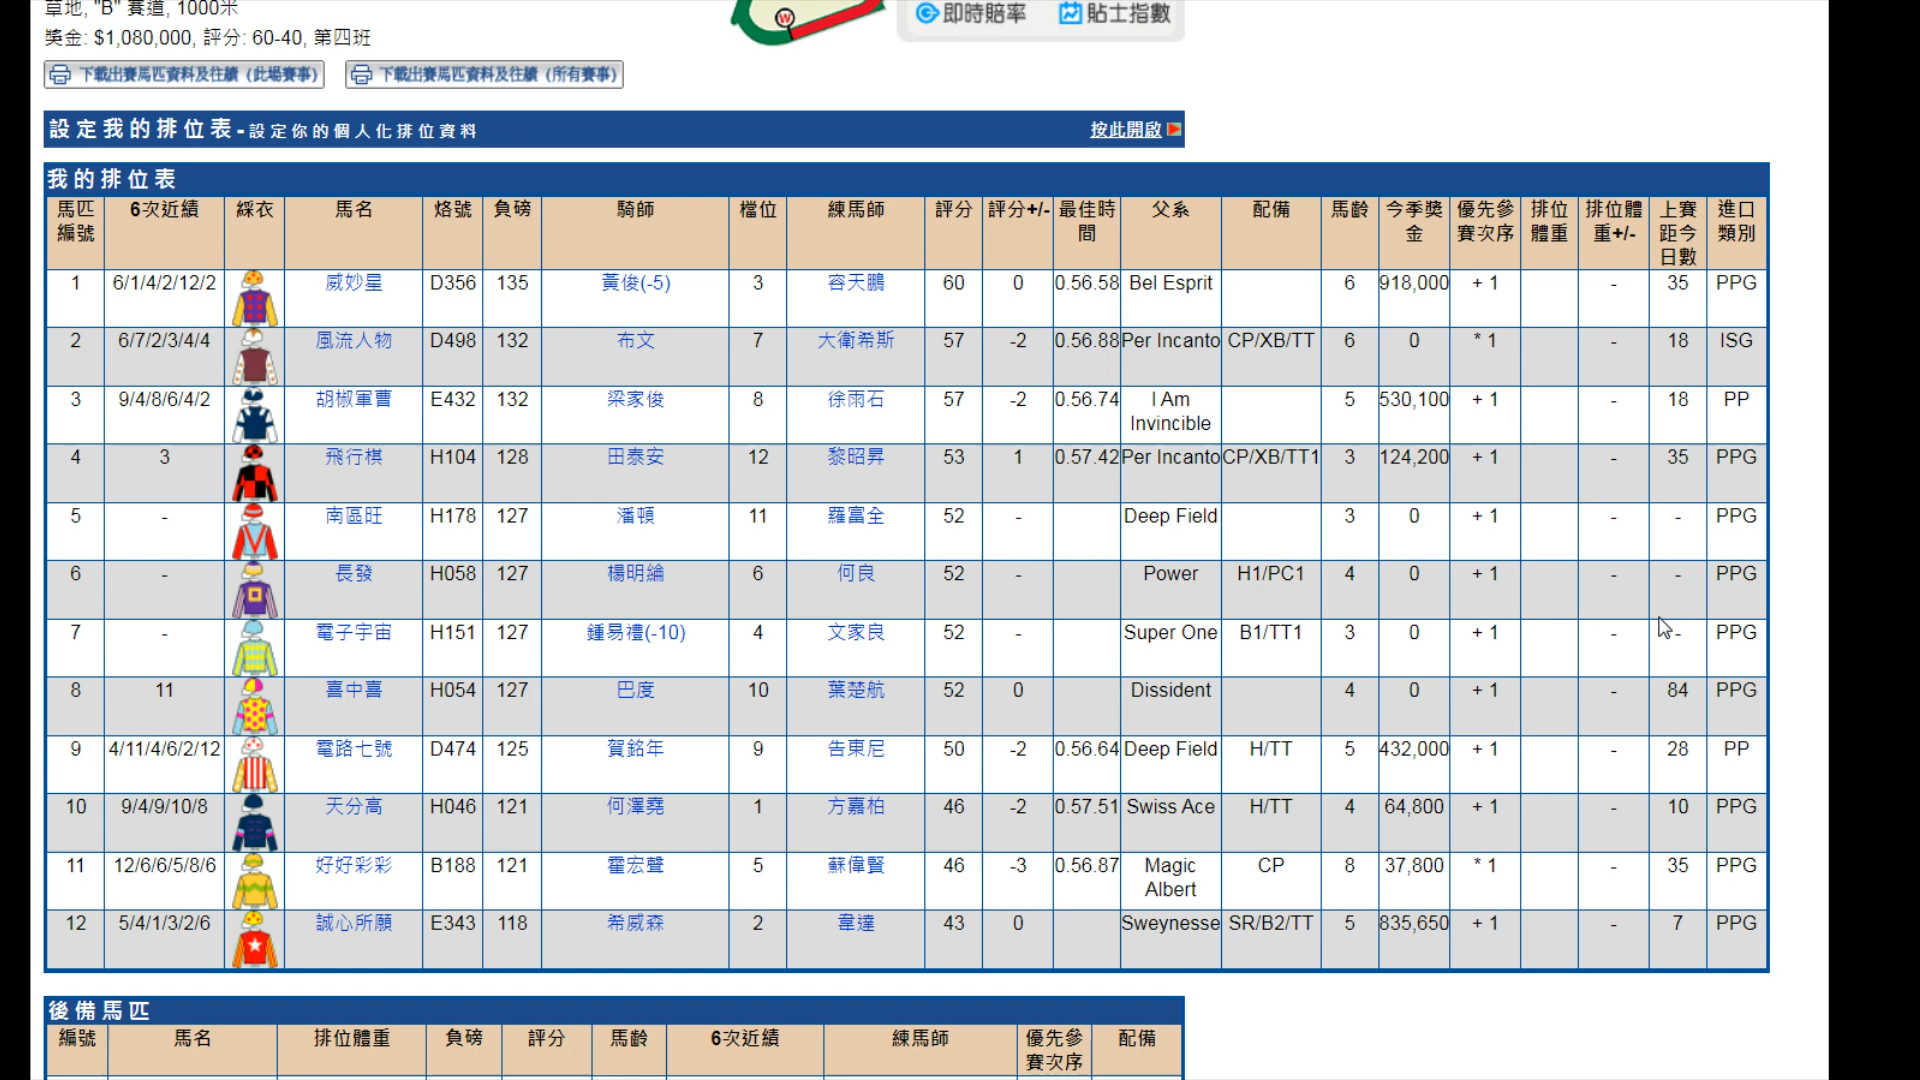 草地, "B" 賽道, 1000米
獎金: $1,080,000, 評分: 60-40, 第四班
即時賠率 貼士指數
下載出賽馬匹資料及往績 (此場賽事) 下載出賽馬匹資料及往績 (所有賽事)
設定我的排位表-設定你的個人化排位資料 按此開啟
我的排位表
馬匹編號 6次近績 綵衣 馬名 烙號 負磅 騎師 檔位 練馬師 評分 評分+/- 最佳時間 父系 配備 馬齡 今季獎金 優先參賽次序 排位體重 排位體重+/- 上賽距今日數 進口類別
1 6/1/4/2/12/2 威妙星 D356 135 黃俊(-5) 3 容天鵬 60 0 0.56.58 Bel Esprit 6 918,000 + 1 - 35 PPG
2 6/7/2/3/4/4 風流人物 D498 132 布文 7 大衛希斯 57 -2 0.56.88 Per Incanto CP/XB/TT 6 0 * 1 - 18 ISG
3 9/4/8/6/4/2 胡椒軍曹 E432 132 梁家俊 8 徐雨石 57 -2 0.56.74 I Am Invincible 5 530,100 + 1 - 18 PP
4 3 飛行棋 H104 128 田泰安 12 黎昭昇 53 1 0.57.42 Per Incanto CP/XB/TT1 3 124,200 + 1 - 35 PPG
5 - 南區旺 H178 127 潘頓 11 羅富全 52 - Deep Field 3 0 + 1 - - PPG
6 - 長發 H058 127 楊明綸 6 何良 52 - Power H1/PC1 4 0 + 1 - - PPG
7 - 電子宇宙 H151 127 鍾易禮(-10) 4 文家良 52 - Super One B1/TT1 3 0 + 1 - - PPG
8 11 喜中喜 H054 127 巴度 10 葉楚航 52 0 Dissident 4 0 + 1 - 84 PPG
9 4/11/4/6/2/12 電路七號 D474 125 賀銘年 9 告東尼 50 -2 0.56.64 Deep Field H/TT 5 432,000 + 1 - 28 PP
10 9/4/9/10/8 天分高 H046 121 何澤堯 1 方嘉柏 46 -2 0.57.51 Swiss Ace H/TT 4 64,800 + 1 - 10 PPG
11 12/6/6/5/8/6 好好彩彩 B188 121 霍宏聲 5 蘇偉賢 46 -3 0.56.87 Magic Albert CP 8 37,800 * 1 - 35 PPG
12 5/4/1/3/2/6 誠心所願 E343 118 希威森 2 韋達 43 0 Sweynesse SR/B2/TT 5 835,650 + 1 - 7 PPG
後備馬匹
編號 馬名 排位體重 負磅 評分 馬齡 6次近績 練馬師 優先參賽次序 配備